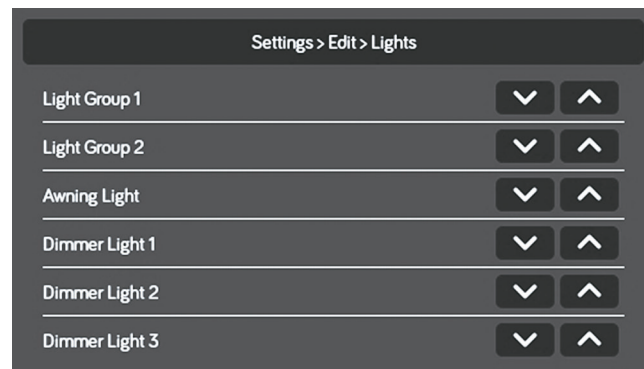 Settings > Edit > Lights
Light Group 1
Light Group 2
Awning Light
Dimmer Light 1
Dimmer Light 2
Dimmer Light 3